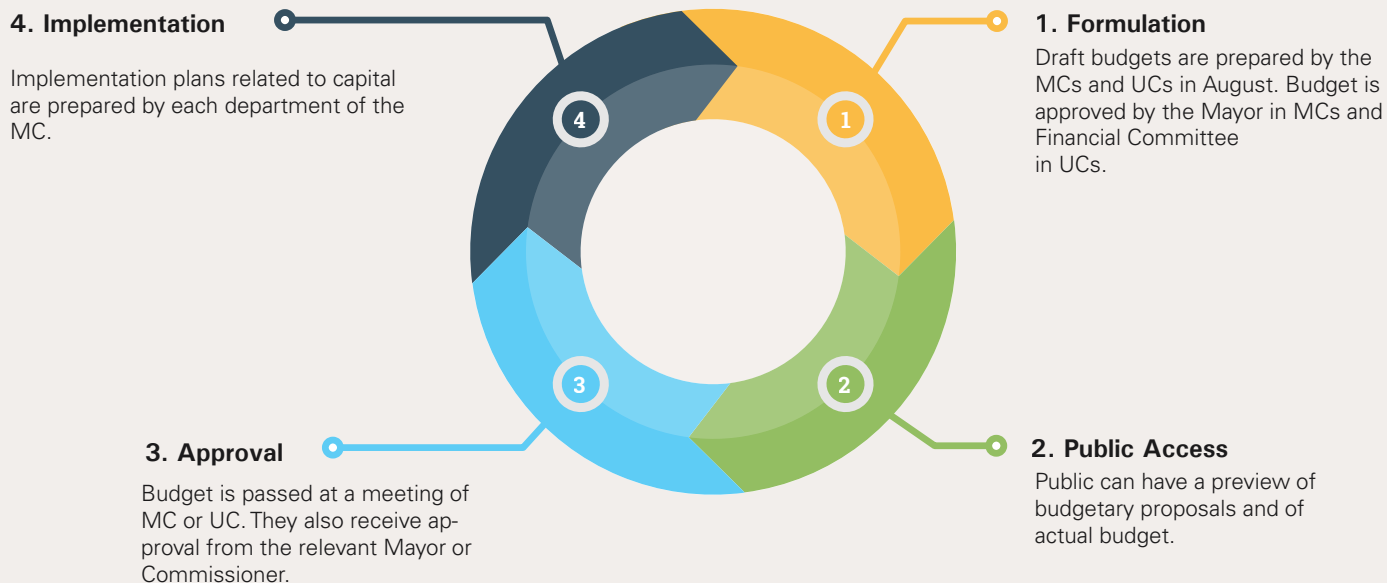 1. Formulation
Draft budgets are prepared by the
MCs and UCs in August. Budget is
approved by the Mayor in MCs and
Financial Committee
in UCs.
2. Public Access
Public can have a preview of
budgetary proposals and of
actual budget.
3. Approval
Budget is passed at a meeting of
MC or UC. They also receive ap-
proval from the relevant Mayor or
Commissioner.
4. Implementation
Implementation plans related to capital
are prepared by each department of the
MC.
1
2
3
4